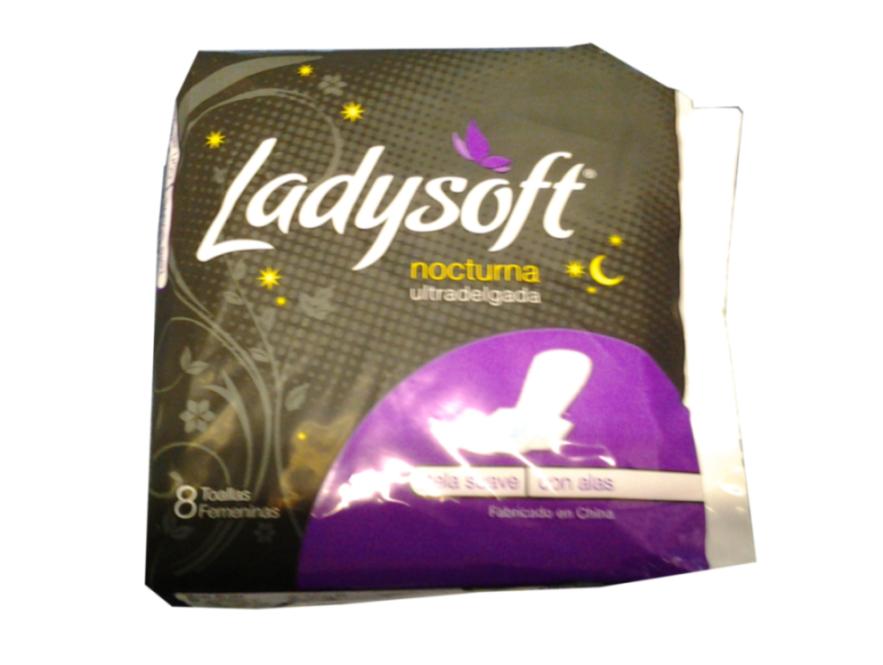 Ladysoft®
nocturna
ultradelgada
tela suave con alas
Fabricado en China
8 Toallas
Femeninas